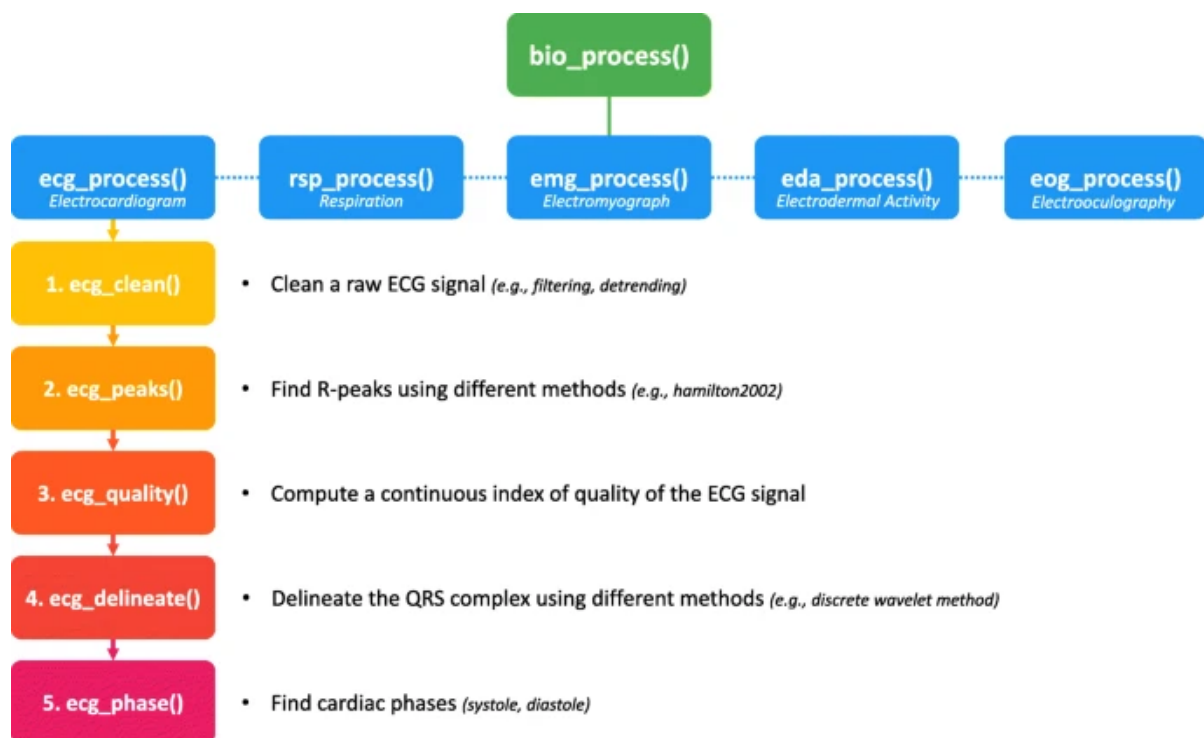 bio_process()
ecg_process()
Electrocardiogram
rsp_process()
Respiration
emg_process()
Electromyograph
eda_process()
Electrodermal Activity
eog_process()
Electrooculography
1. ecg_clean()
• Clean a raw ECG signal (e.g., filtering, detrending)
2. ecg_peaks()
• Find R-peaks using different methods (e.g., hamilton2002)
3. ecg_quality()
• Compute a continuous index of quality of the ECG signal
4. ecg_delineate()
• Delineate the QRS complex using different methods (e.g., discrete wavelet method)
5. ecg_phase()
• Find cardiac phases (systole, diastole)